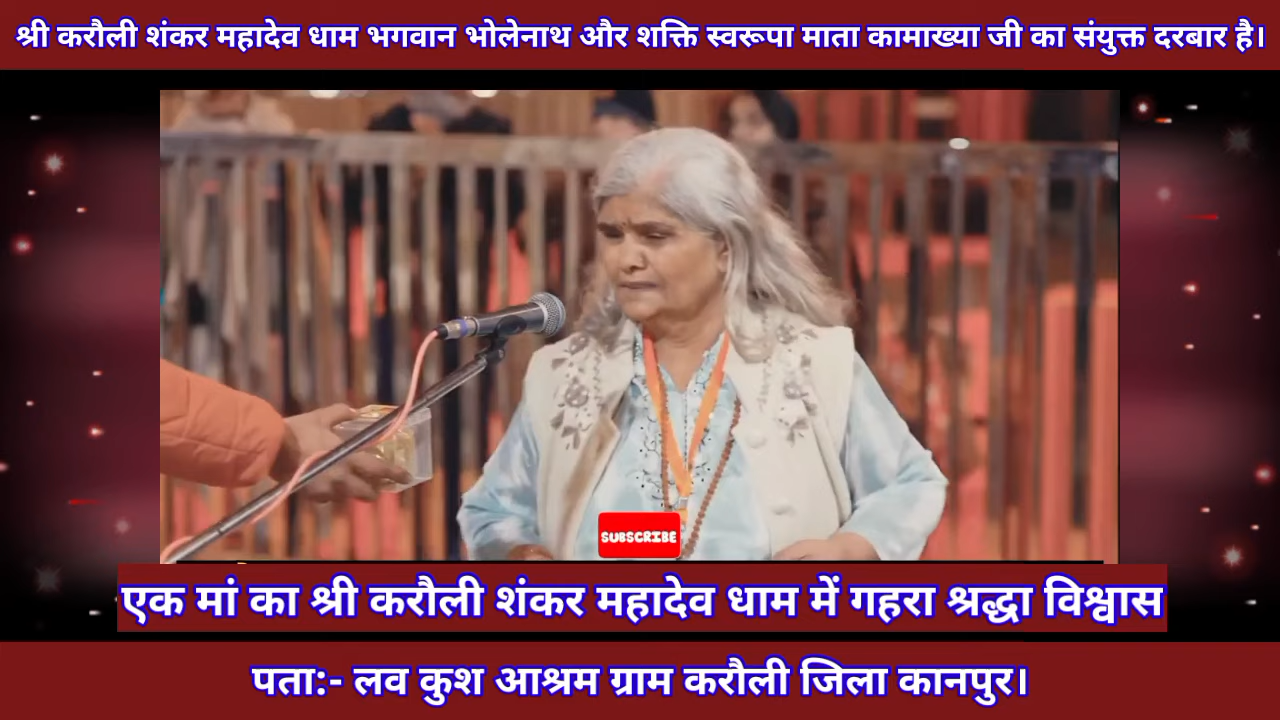 श्री करौली शंकर महादेव धाम भगवान भोलेनाथ और शक्ति स्वरूपा माता कामाख्या जी का संयुक्त दरबार है।
SUBSCRIBE
एक मां का श्री करौली शंकर महादेव धाम में गहरा श्रद्धा विश्वास
पता:- लव कुश आश्रम ग्राम करौली जिला कानपुर।